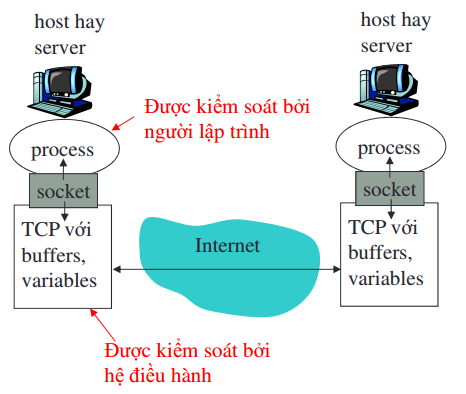 host hay
server
host hay
server
Được kiểm soát bởi
người lập trình
process
process
socket
socket
TCP với
buffers,
variables
Internet
TCP với
buffers,
variables
Được kiểm soát bởi
hệ điều hành